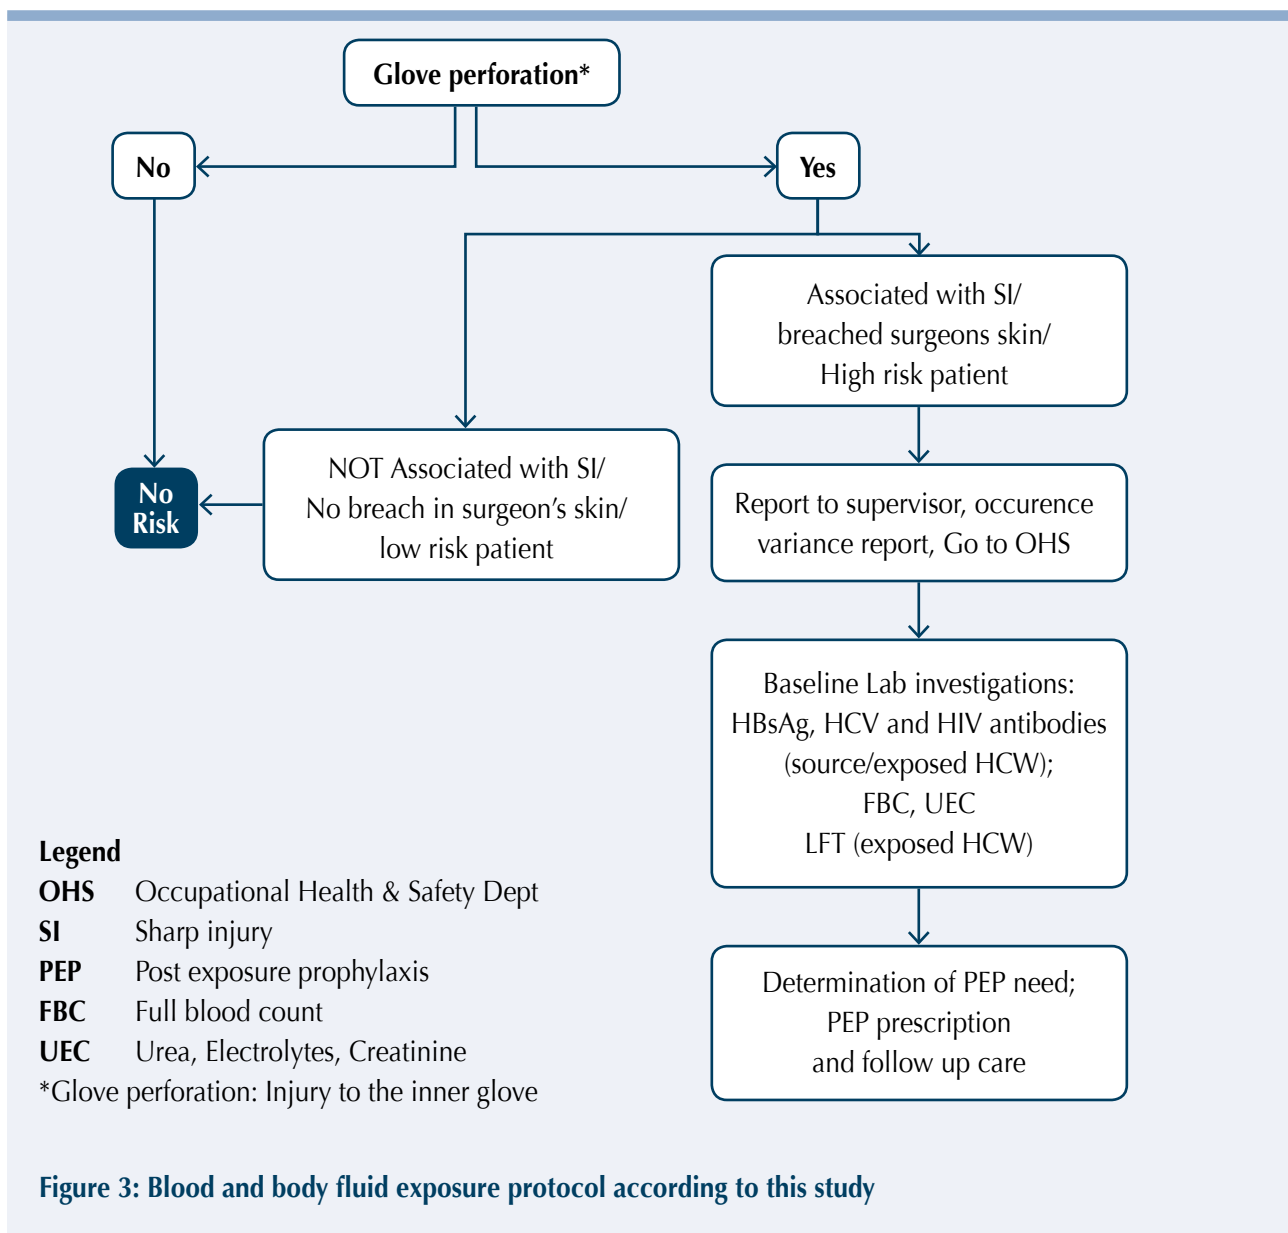 Glove perforation*
No
Yes
Associated with SI/
breached surgeons skin/
High risk patient
NOT Associated with SI/
No breach in surgeon’s skin/
low risk patient
No
Risk
Report to supervisor, occurence
variance report, Go to OHS
Baseline Lab investigations:
HBsAg, HCV and HIV antibodies
(source/exposed HCW);
FBC, UEC
LFT (exposed HCW)
Determination of PEP need;
PEP prescription
and follow up care
Legend
OHS Occupational Health & Safety Dept
SI Sharp injury
PEP Post exposure prophylaxis
FBC Full blood count
UEC Urea, Electrolytes, Creatinine
*Glove perforation: Injury to the inner glove
Figure 3: Blood and body fluid exposure protocol according to this study